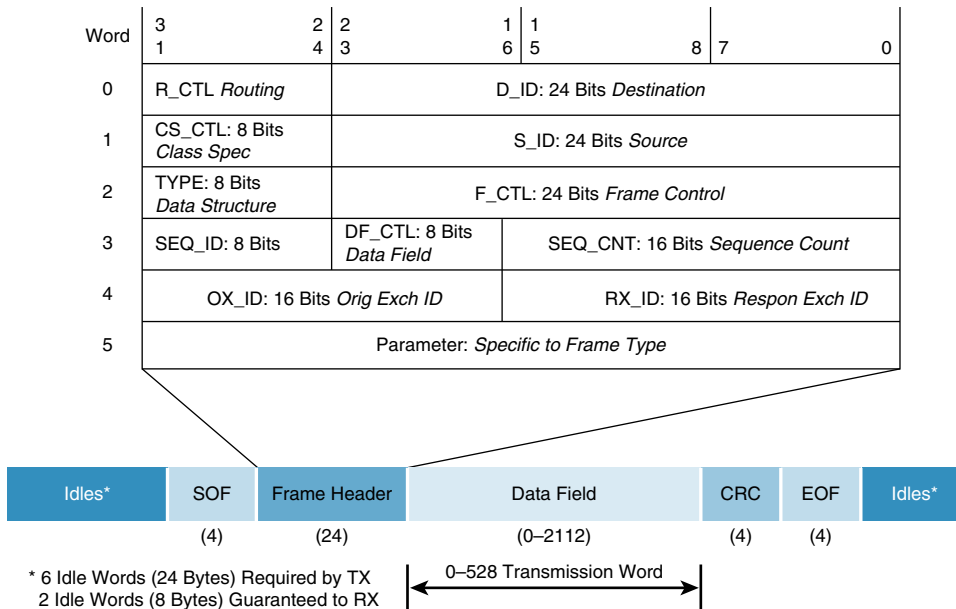 Word
3 2 2 1 1
1 4 3 6 5 8 7 0
0
R_CTL Routing
D_ID: 24 Bits Destination
1
CS_CTL: 8 Bits
Class Spec
S_ID: 24 Bits Source
2
TYPE: 8 Bits
Data Structure
F_CTL: 24 Bits Frame Control
3
SEQ_ID: 8 Bits
DF_CTL: 8 Bits
Data Field
SEQ_CNT: 16 Bits Sequence Count
4
OX_ID: 16 Bits Orig Exch ID
RX_ID: 16 Bits Respon Exch ID
5
Parameter: Specific to Frame Type
Idles*
SOF
Frame Header
Data Field
CRC
EOF
Idles*
(4)
(24)
(0–2112)
(4)
(4)
* 6 Idle Words (24 Bytes) Required by TX
2 Idle Words (8 Bytes) Guaranteed to RX
0–528 Transmission Word